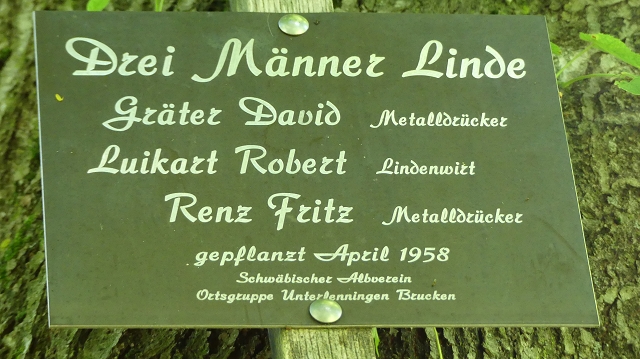 Drei Männer Linde
Gräter David Metalldrücker
Luikart Robert Lindenwirt
Renz Fritz Metalldrücker
gepflanzt April 1958
Schwäbischer Albverein
Ortsgruppe Unterlenningen Brucken